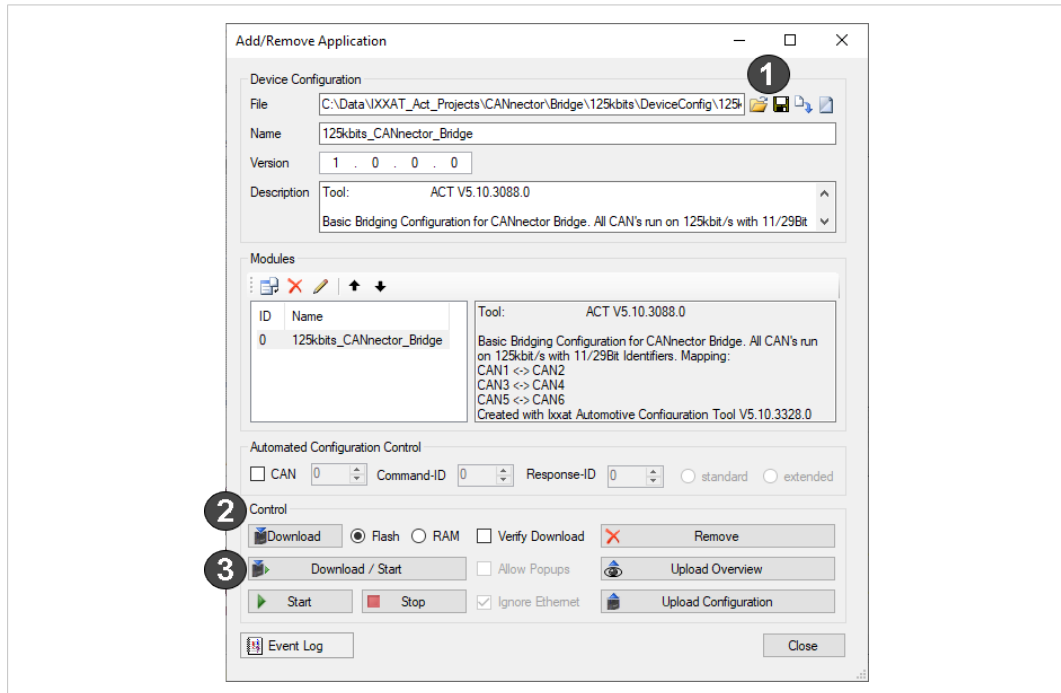 Add/Remove Application
1
Device Configuration
File C:\Data\IXXAT_Act_Projects\CANnector\Bridge\125kbits\DeviceConfig\125k
Name 125kbits_CANnector_Bridge
Version 1 . 0 . 0 . 0
Description Tool: ACT V5.10.3088.0
Basic Bridging Configuration for CANnector Bridge. All CAN's run on 125kbit/s with 11/29Bit
Modules
ID Name
0 125kbits_CANnector_Bridge
Tool: ACT V5.10.3088.0
Basic Bridging Configuration for CANnector Bridge. All CAN's run
on 125kbit/s with 11/29Bit Identifiers. Mapping:
CAN1 <-> CAN2
CAN3 <-> CAN4
CAN5 <-> CAN6
Created with Ixxat Automotive Configuration Tool V5.10.3328.0
Automated Configuration Control
CAN 0 Command-ID 0 Response-ID 0 standard extended
2 Control
Download Flash RAM Verify Download Remove
3 Download / Start Allow Popups Upload Overview
Start Stop Ignore Ethernet Upload Configuration
Event Log Close